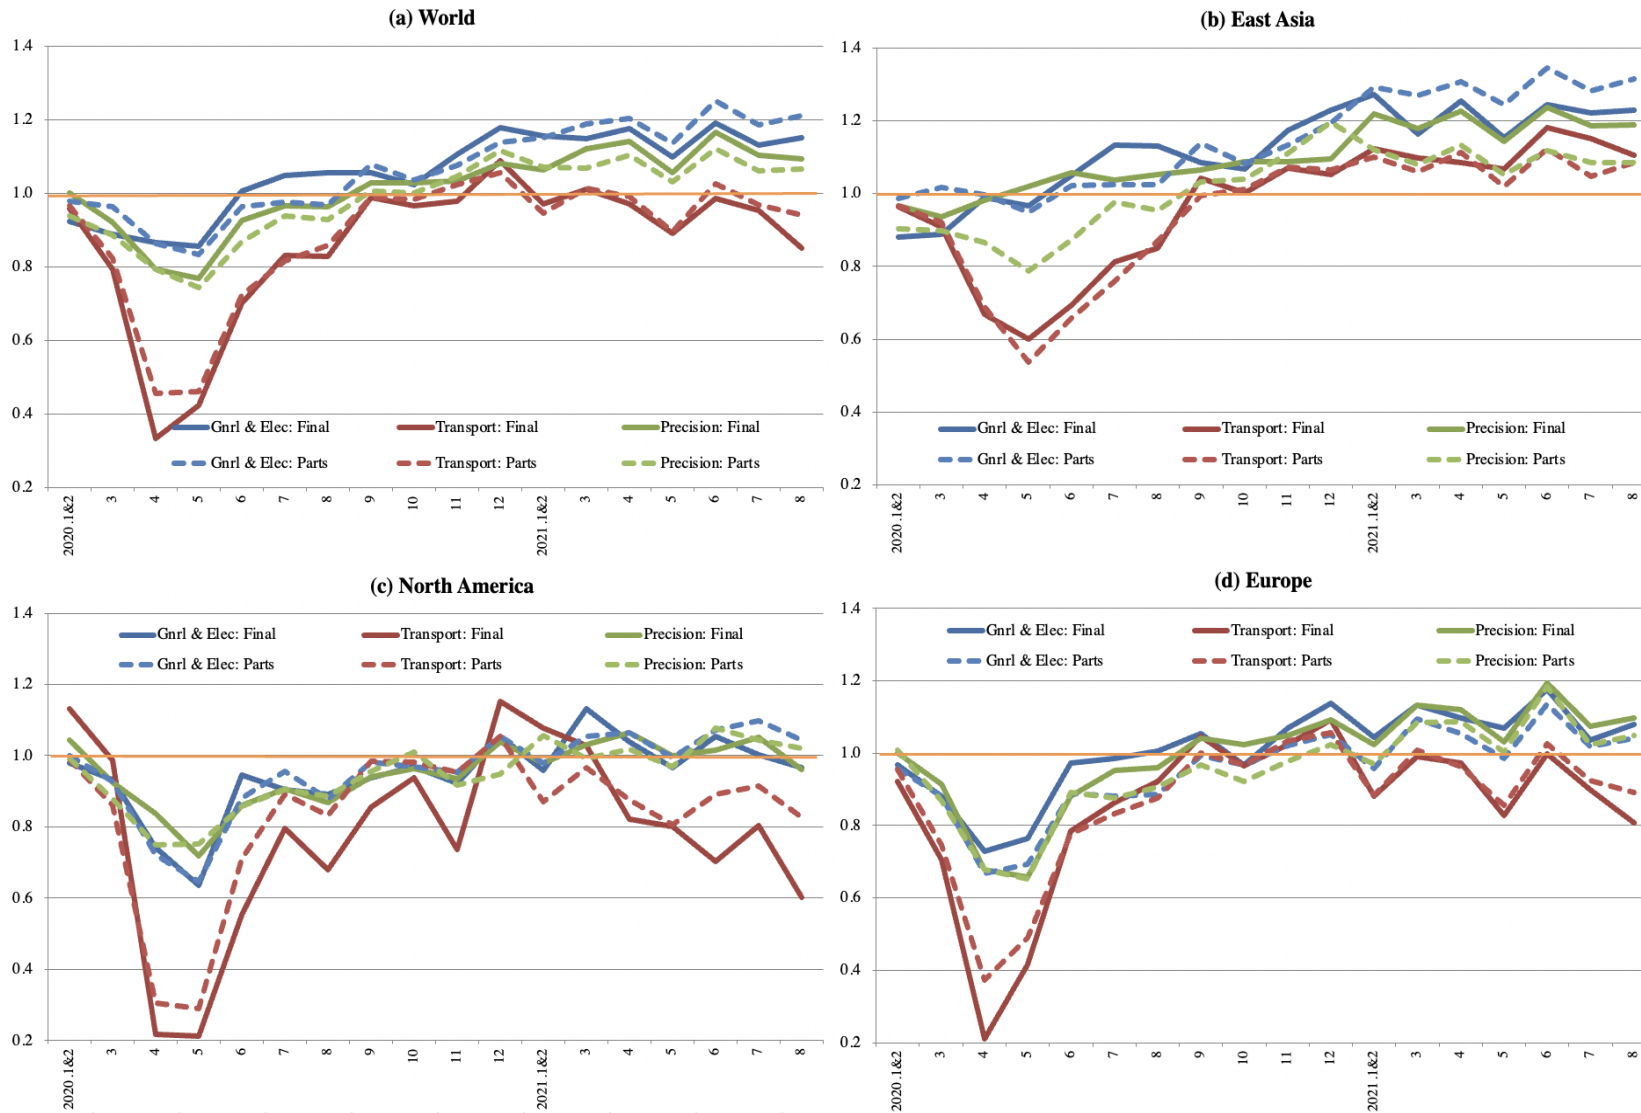 (a) World
1.4
1.2
1.0
0.8
0.6
0.4
0.2
Gnrl & Elec: Final Transport: Final Precision: Final
Gnrl & Elec: Parts Transport: Parts Precision: Parts
2020.1&2 3 4 5 6 7 8 9 10 11 12 2021.1&2 3 4 5 6 7 8
(b) East Asia
1.4
1.2
1.0
0.8
0.6
0.4
0.2
Gnrl & Elec: Final Transport: Final Precision: Final
Gnrl & Elec: Parts Transport: Parts Precision: Parts
2020.1&2 3 4 5 6 7 8 9 10 11 12 2021.1&2 3 4 5 6 7 8
(c) North America
1.4
Gnrl & Elec: Final Transport: Final Precision: Final
Gnrl & Elec: Parts Transport: Parts Precision: Parts
1.2
1.0
0.8
0.6
0.4
0.2
2020.1&2 3 4 5 6 7 8 9 10 11 12 2021.1&2 3 4 5 6 7 8
(d) Europe
1.4
Gnrl & Elec: Final Transport: Final Precision: Final
Gnrl & Elec: Parts Transport: Parts Precision: Parts
1.2
1.0
0.8
0.6
0.4
0.2
2020.1&2 3 4 5 6 7 8 9 10 11 12 2021.1&2 3 4 5 6 7 8